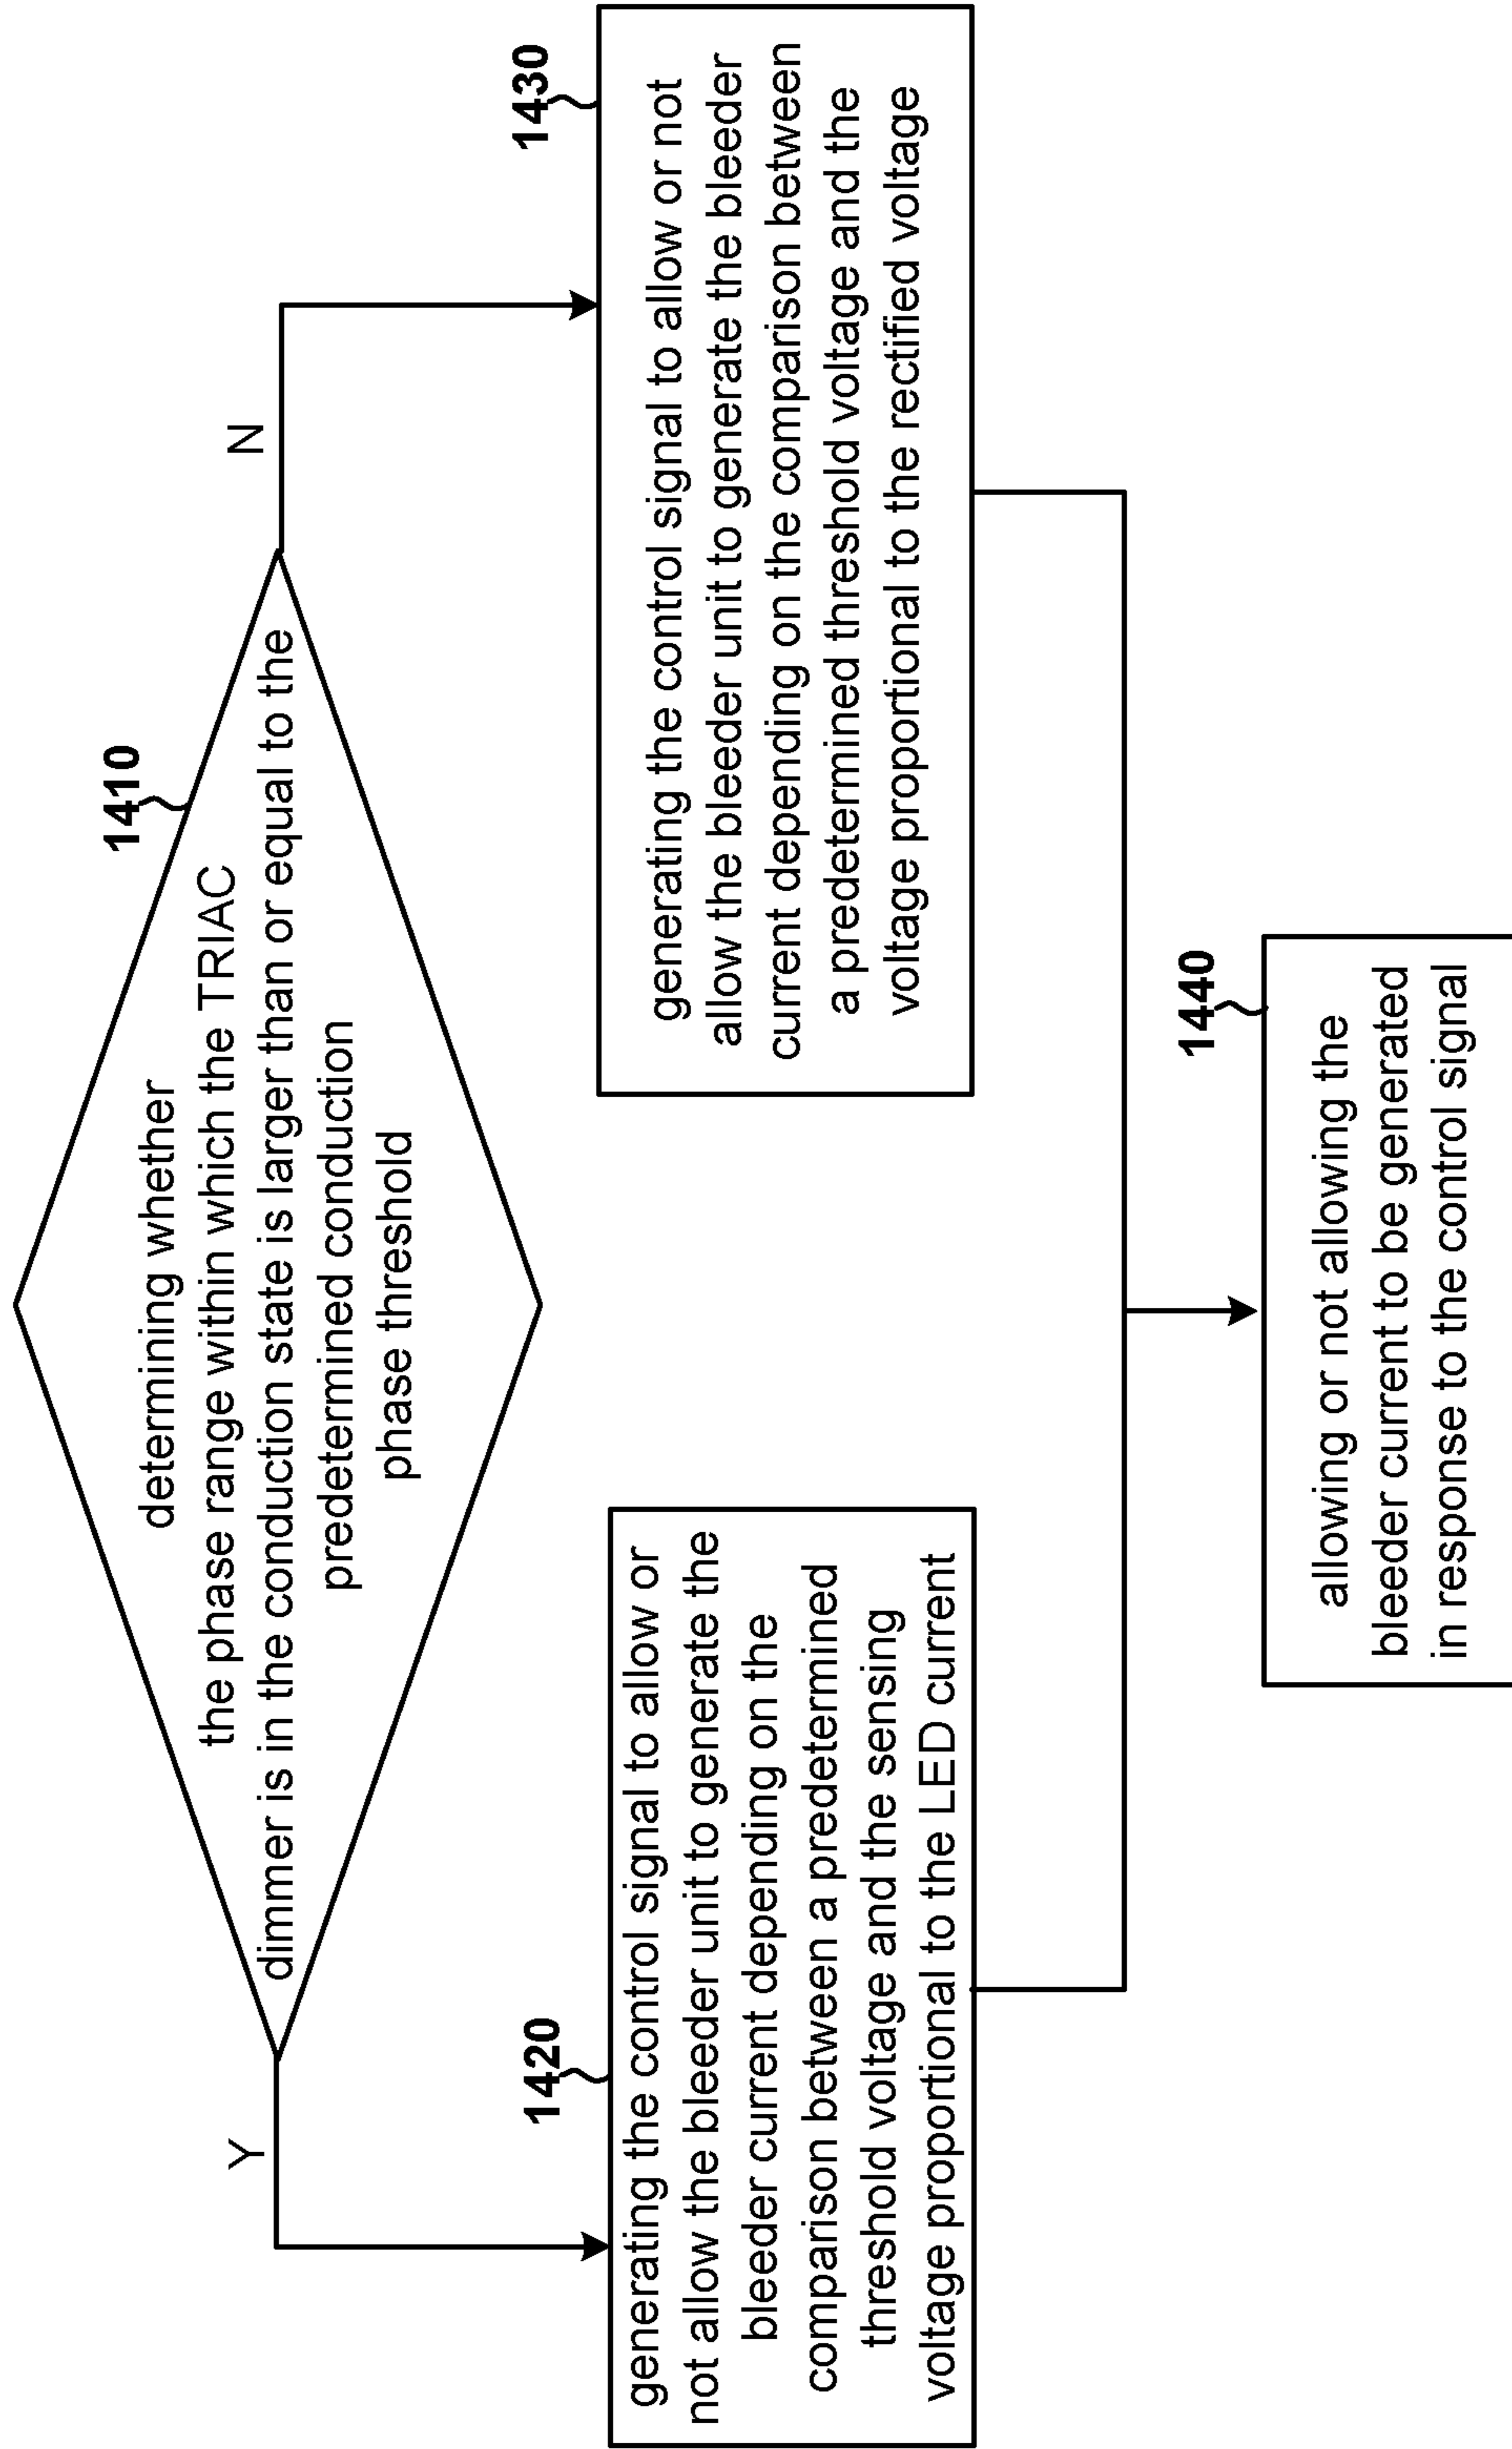 1410
determining whether
the phase range within which the TRIAC
dimmer is in the conduction state is larger than or equal to the
predetermined conduction
phase threshold
Y
N
1420
generating the control signal to allow or
not allow the bleeder unit to generate the
bleeder current depending on the
comparison between a predetermined
threshold voltage and the sensing
voltage proportional to the LED current
1430
generating the control signal to allow or not
allow the bleeder unit to generate the bleeder
current depending on the comparison between
a predetermined threshold voltage and the
voltage proportional to the rectified voltage
1440
allowing or not allowing the
bleeder current to be generated
in response to the control signal